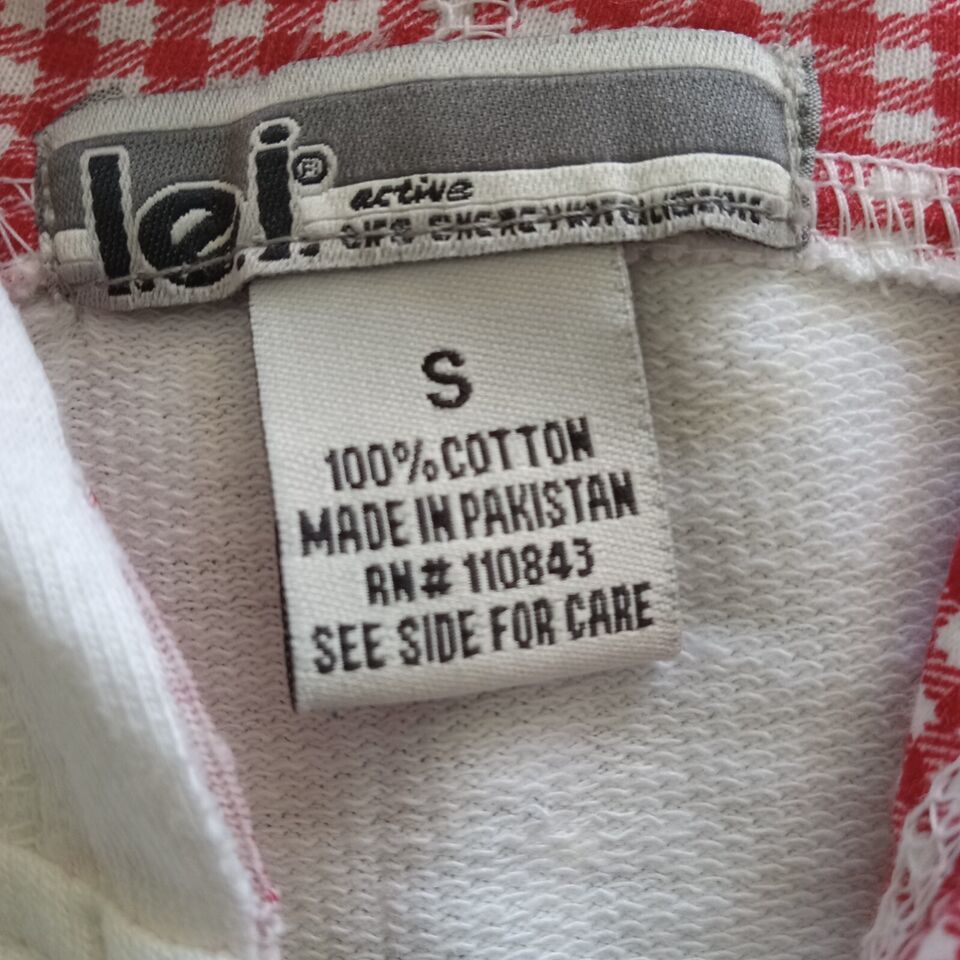 l.e.i.®
active
S
100% COTTON
MADE IN PAKISTAN
RN# 110843
SEE SIDE FOR CARE